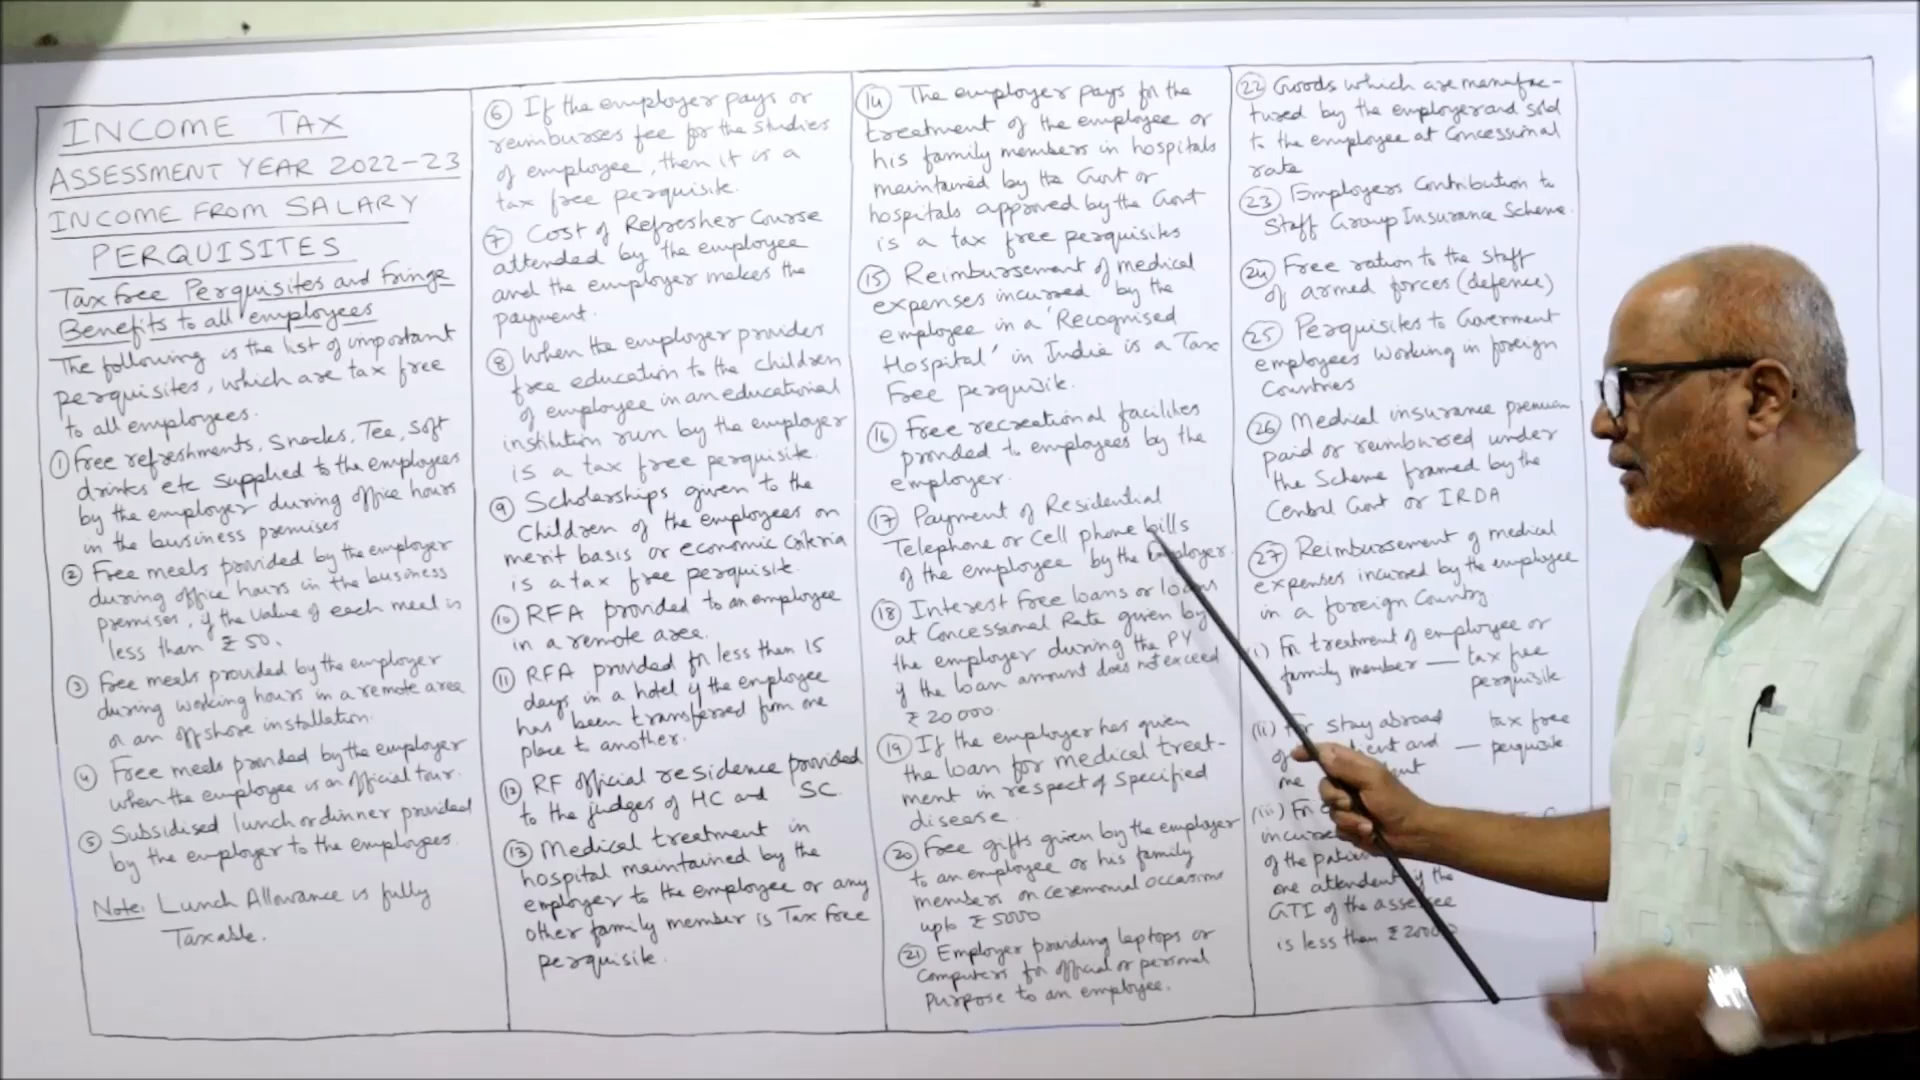 INCOME TAX
ASSESSMENT YEAR 2022-23
INCOME FROM SALARY
PERQUISITES
Tax Free Perquisites and Fringe
Benefits to all employees
The following is the list of important
perquisites, which are tax free
to all employees.
① Free refreshments, Snacks, Tea, Soft
drinks etc supplied to the employees
by the employer during office hours
in the business premises
② Free meals provided by the employer
during office hours in the business
premises, if the value of each meal is
less than ₹ 50.
③ Free meals provided by the employer
during working hours in a remote area
or an offshore installation.
④ Free meals provided by the employer
when the employee is an official tour.
⑤ Subsidised lunch or dinner provided
by the employer to the employees.
Note: Lunch Allowance is fully
Taxable.
⑥ If the employer pays or
reimburses fee for the studies
of employee, then it is a
tax free perquisite.
⑦ Cost of Refresher Course
attended by the employee
and the employer makes the
payment.
⑧ When the employer provides
free education to the children
of employee in an educational
institution run by the employer
is a tax free perquisite.
⑨ Scholarships given to the
Children of the employees on
merit basis or economic criteria
is a tax free perquisite.
⑩ RFA provided to an employee
in a remote area.
⑪ RFA provided for less than 15
days in a hotel if the employee
has been transferred from one
place to another.
⑫ RF official residence provided
to the judges of HC and SC.
⑬ Medical treatment in
hospital maintained by the
employer to the employee or any
other family member is Tax Free
perquisite.
⑭ The employer pays for the
treatment of the employee or
his family members in hospitals
maintained by the Govt or
hospitals approved by the Govt
is a tax free perquisites
⑮ Reimbursement of medical
expenses incurred by the
employee in a 'Recognised
Hospital' in India is a Tax
Free perquisite.
⑯ Free recreational facilities
provided to employees by the
employer.
⑰ Payment of Residential
Telephone or Cell phone bills
of the employee by the Employer.
⑱ Interest Free loans or loans
at Concessional Rate given by
the employer during the PY
if the loan amount does not exceed
₹ 20000.
⑲ If the employer has given
the loan for medical treat-
ment in respect of specified
disease.
⑳ Free gifts given by the employer
to an employee or his family
members on ceremonial occasions
upto ₹ 5000
㉑ Employer providing laptops or
Computers for official or personal
purpose to an employee.
㉒ Goods which are manufac-
tured by the employer and sold
to the employee at Concessional
rate
㉓ Employers Contribution to
Staff Group Insurance Scheme.
㉔ Free ration to the staff
of armed forces (defence)
㉕ Perquisites to Goverment
employees working in foreign
Countries
㉖ Medical insurance premium
paid or reimbursed under
the Scheme framed by the
Central Govt or IRDA
㉗ Reimbursement of medical
expenses incurred by the employee
in a foreign Country
(i) For treatment of employee or
family member — tax free
perquisite.
(ii) For stay abroad tax free
of and — perquisite
(iii)
of the
one attendent if the
GTI of the assessee
is less than ₹